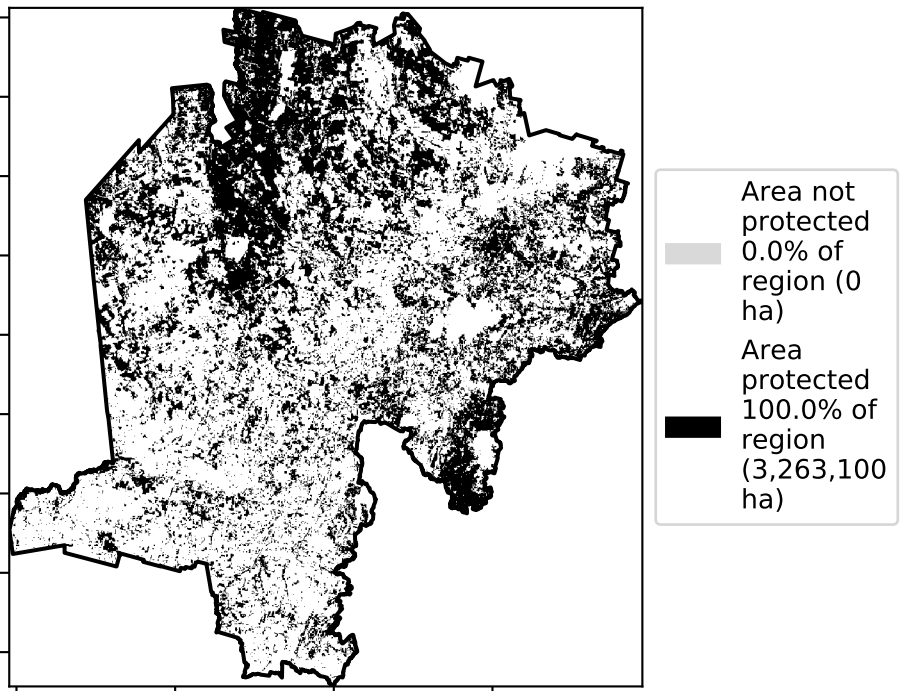 Area not
protected
0.0% of
region (0
ha)
Area
protected
100.0% of
region
(3,263,100
ha)